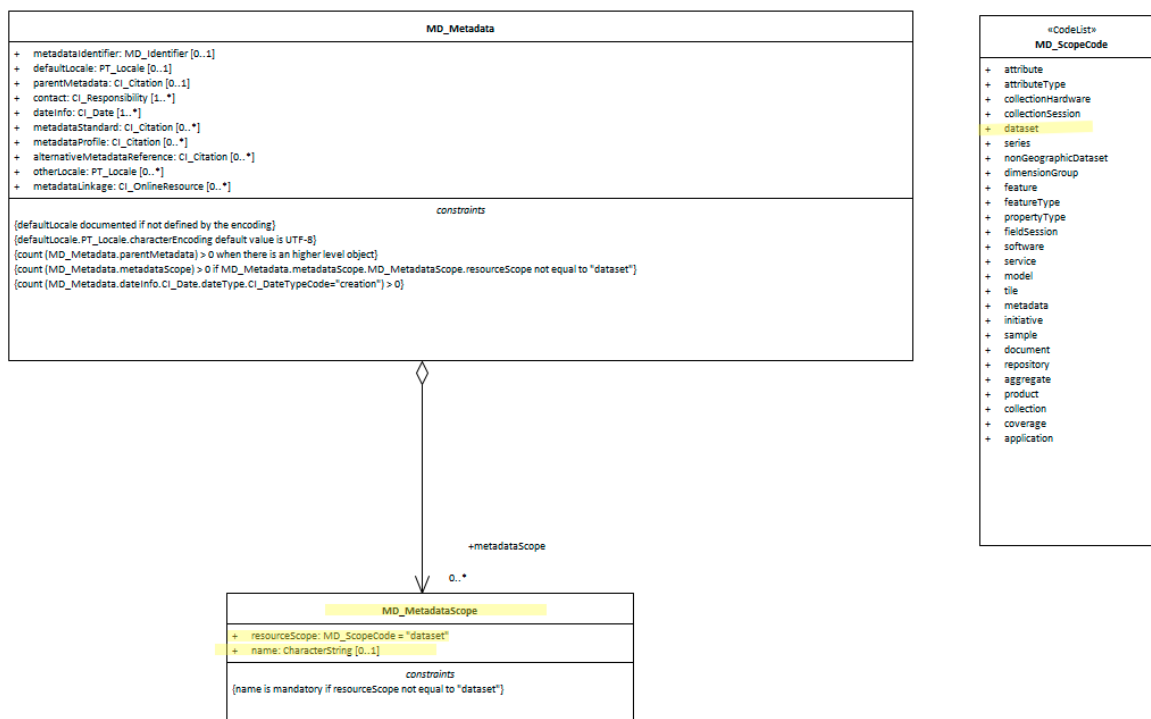 MD_Metadata
+ metadataIdentifier: MD_Identifier [0..1]
+ defaultLocale: PT_Locale [0..1]
+ parentMetadata: CI_Citation [0..1]
+ contact: CI_Responsibility [1..*]
+ dateInfo: CI_Date [1..*]
+ metadataStandard: CI_Citation [0..*]
+ metadataProfile: CI_Citation [0..*]
+ alternativeMetadataReference: CI_Citation [0..*]
+ otherLocale: PT_Locale [0..*]
+ metadataLinkage: CI_OnlineResource [0..*]
constraints
{defaultLocale documented if not defined by the encoding}
{defaultLocale.PT_Locale.characterEncoding default value is UTF-8}
{count (MD_Metadata.parentMetadata) > 0 when there is an higher level object}
{count (MD_Metadata.metadataScope) > 0 if MD_Metadata.metadataScope.MD_MetadataScope.resourceScope not equal to "dataset"}
{count (MD_Metadata.dateInfo.CI_Date.dateType.CI_DateTypeCode="creation") > 0}
+metadataScope
0..*
MD_MetadataScope
+ resourceScope: MD_ScopeCode = "dataset"
+ name: CharacterString [0..1]
constraints
{name is mandatory if resourceScope not equal to "dataset"}
«CodeList»
MD_ScopeCode
+ attribute
+ attributeType
+ collectionHardware
+ collectionSession
+ dataset
+ series
+ nonGeographicDataset
+ dimensionGroup
+ feature
+ featureType
+ propertyType
+ fieldSession
+ software
+ service
+ model
+ tile
+ metadata
+ initiative
+ sample
+ document
+ repository
+ aggregate
+ product
+ collection
+ coverage
+ application